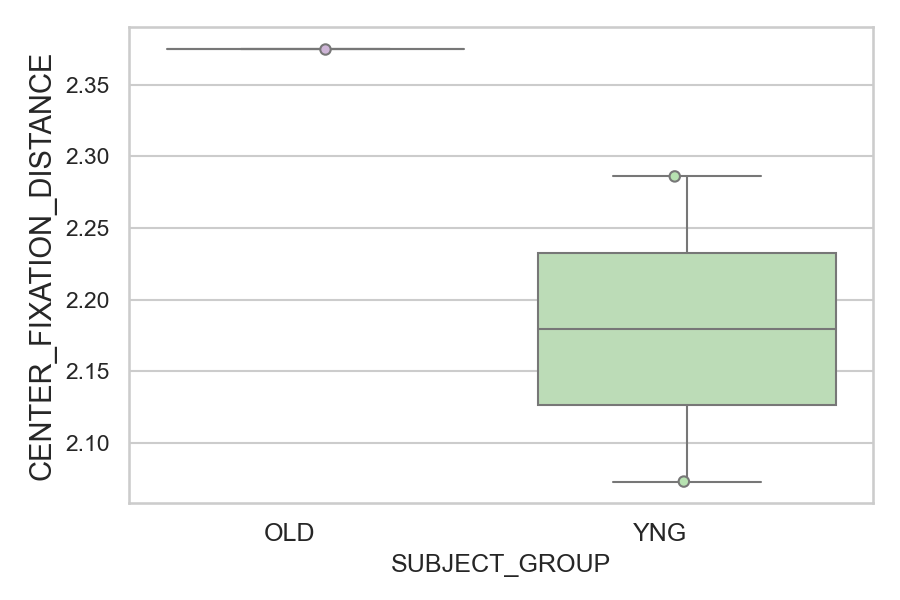 CENTER_FIXATION_DISTANCE
2.35
2.30
2.25
2.20
2.15
2.10
OLD YNG
SUBJECT_GROUP